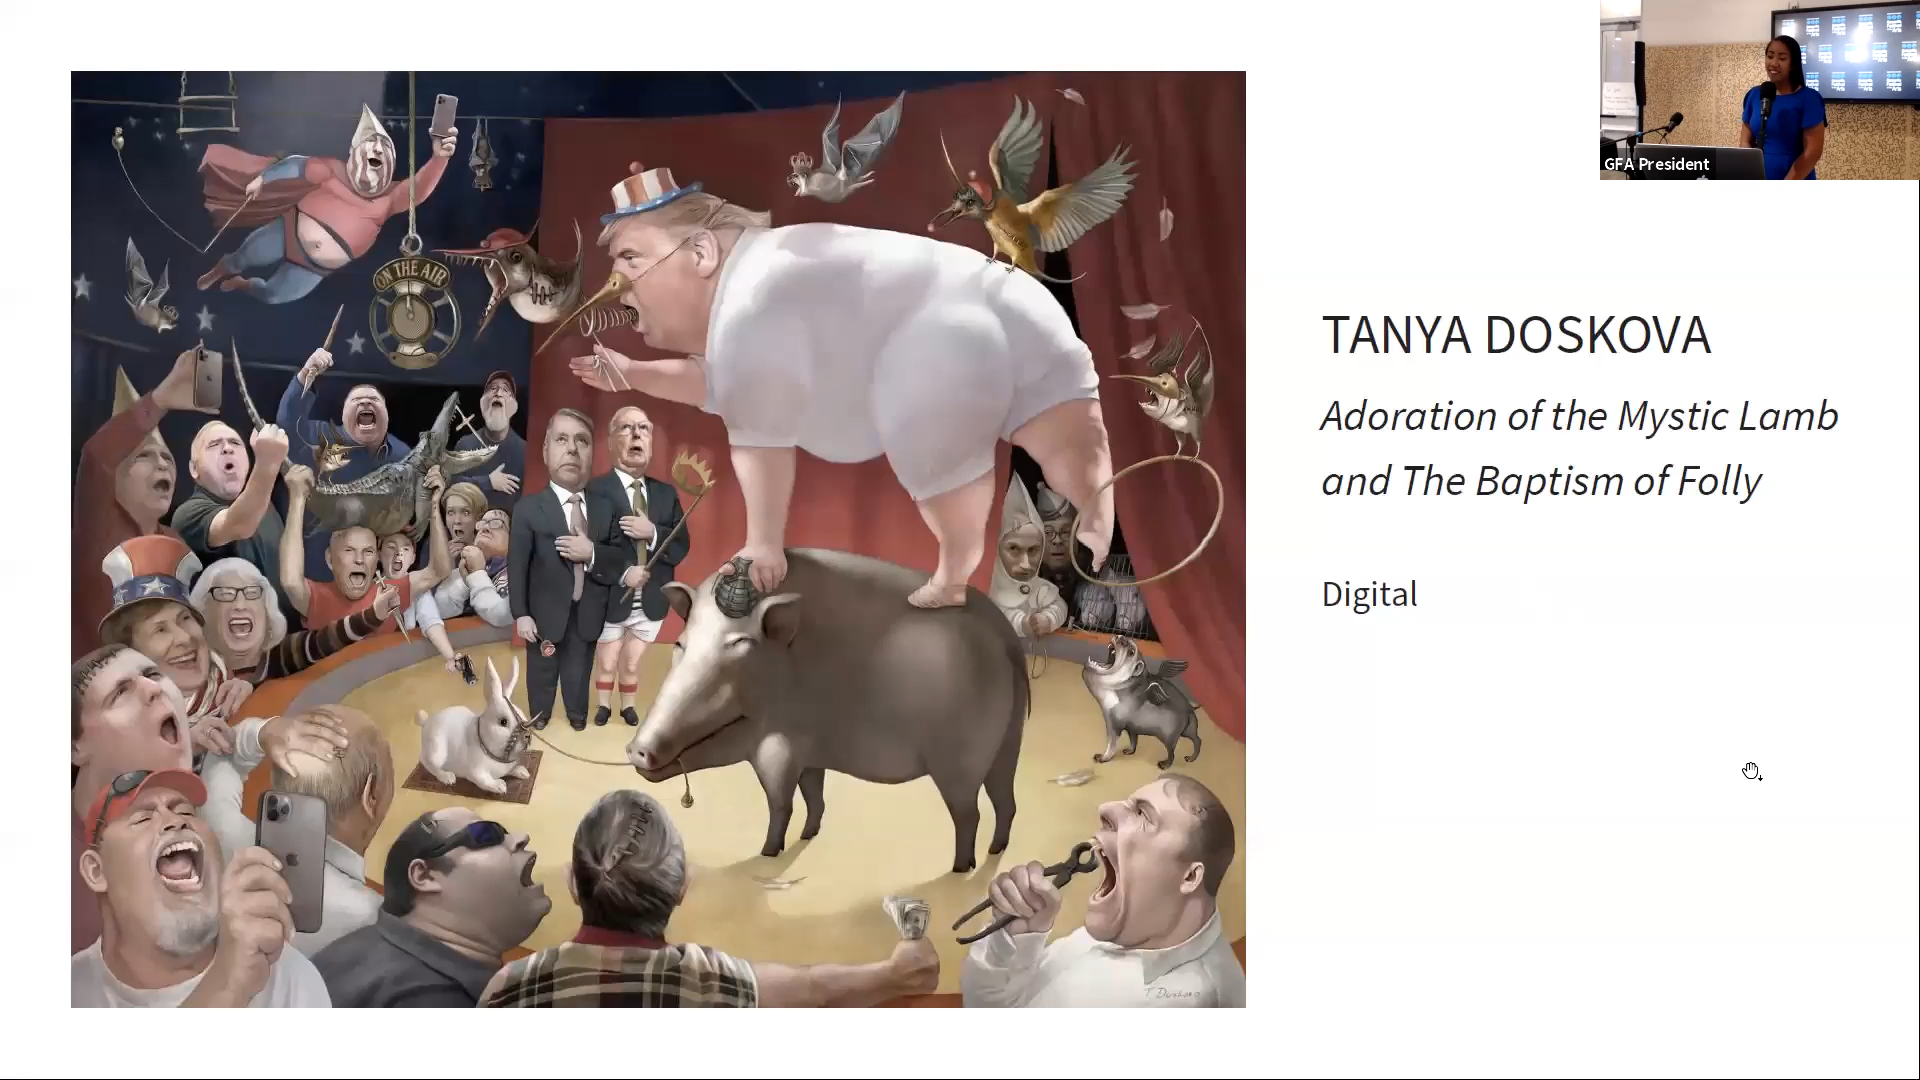 GFA President
ON THE AIR
TANYA DOSKOVA
Adoration of the Mystic Lamb
and The Baptism of Folly
Digital